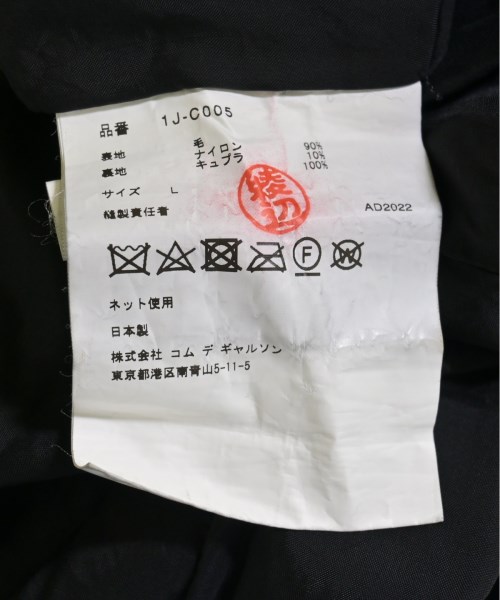 品番 1J-C005
表地 毛 90%
ナイロン 10%
裏地 キュプラ 100%
サイズ L
縫製責任者 綾辺 AD2022
F W
ネット使用
日本製
株式会社 コム デ ギャルソン
東京都港区南青山5-11-5